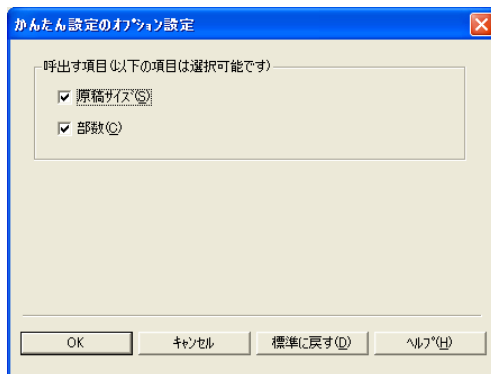 かんたん設定のオプション設定
呼出す項目(以下の項目は選択可能です)
原稿サイズ(S)
部数(C)
OK キャンセル 標準に戻す(D) ヘルプ(H)